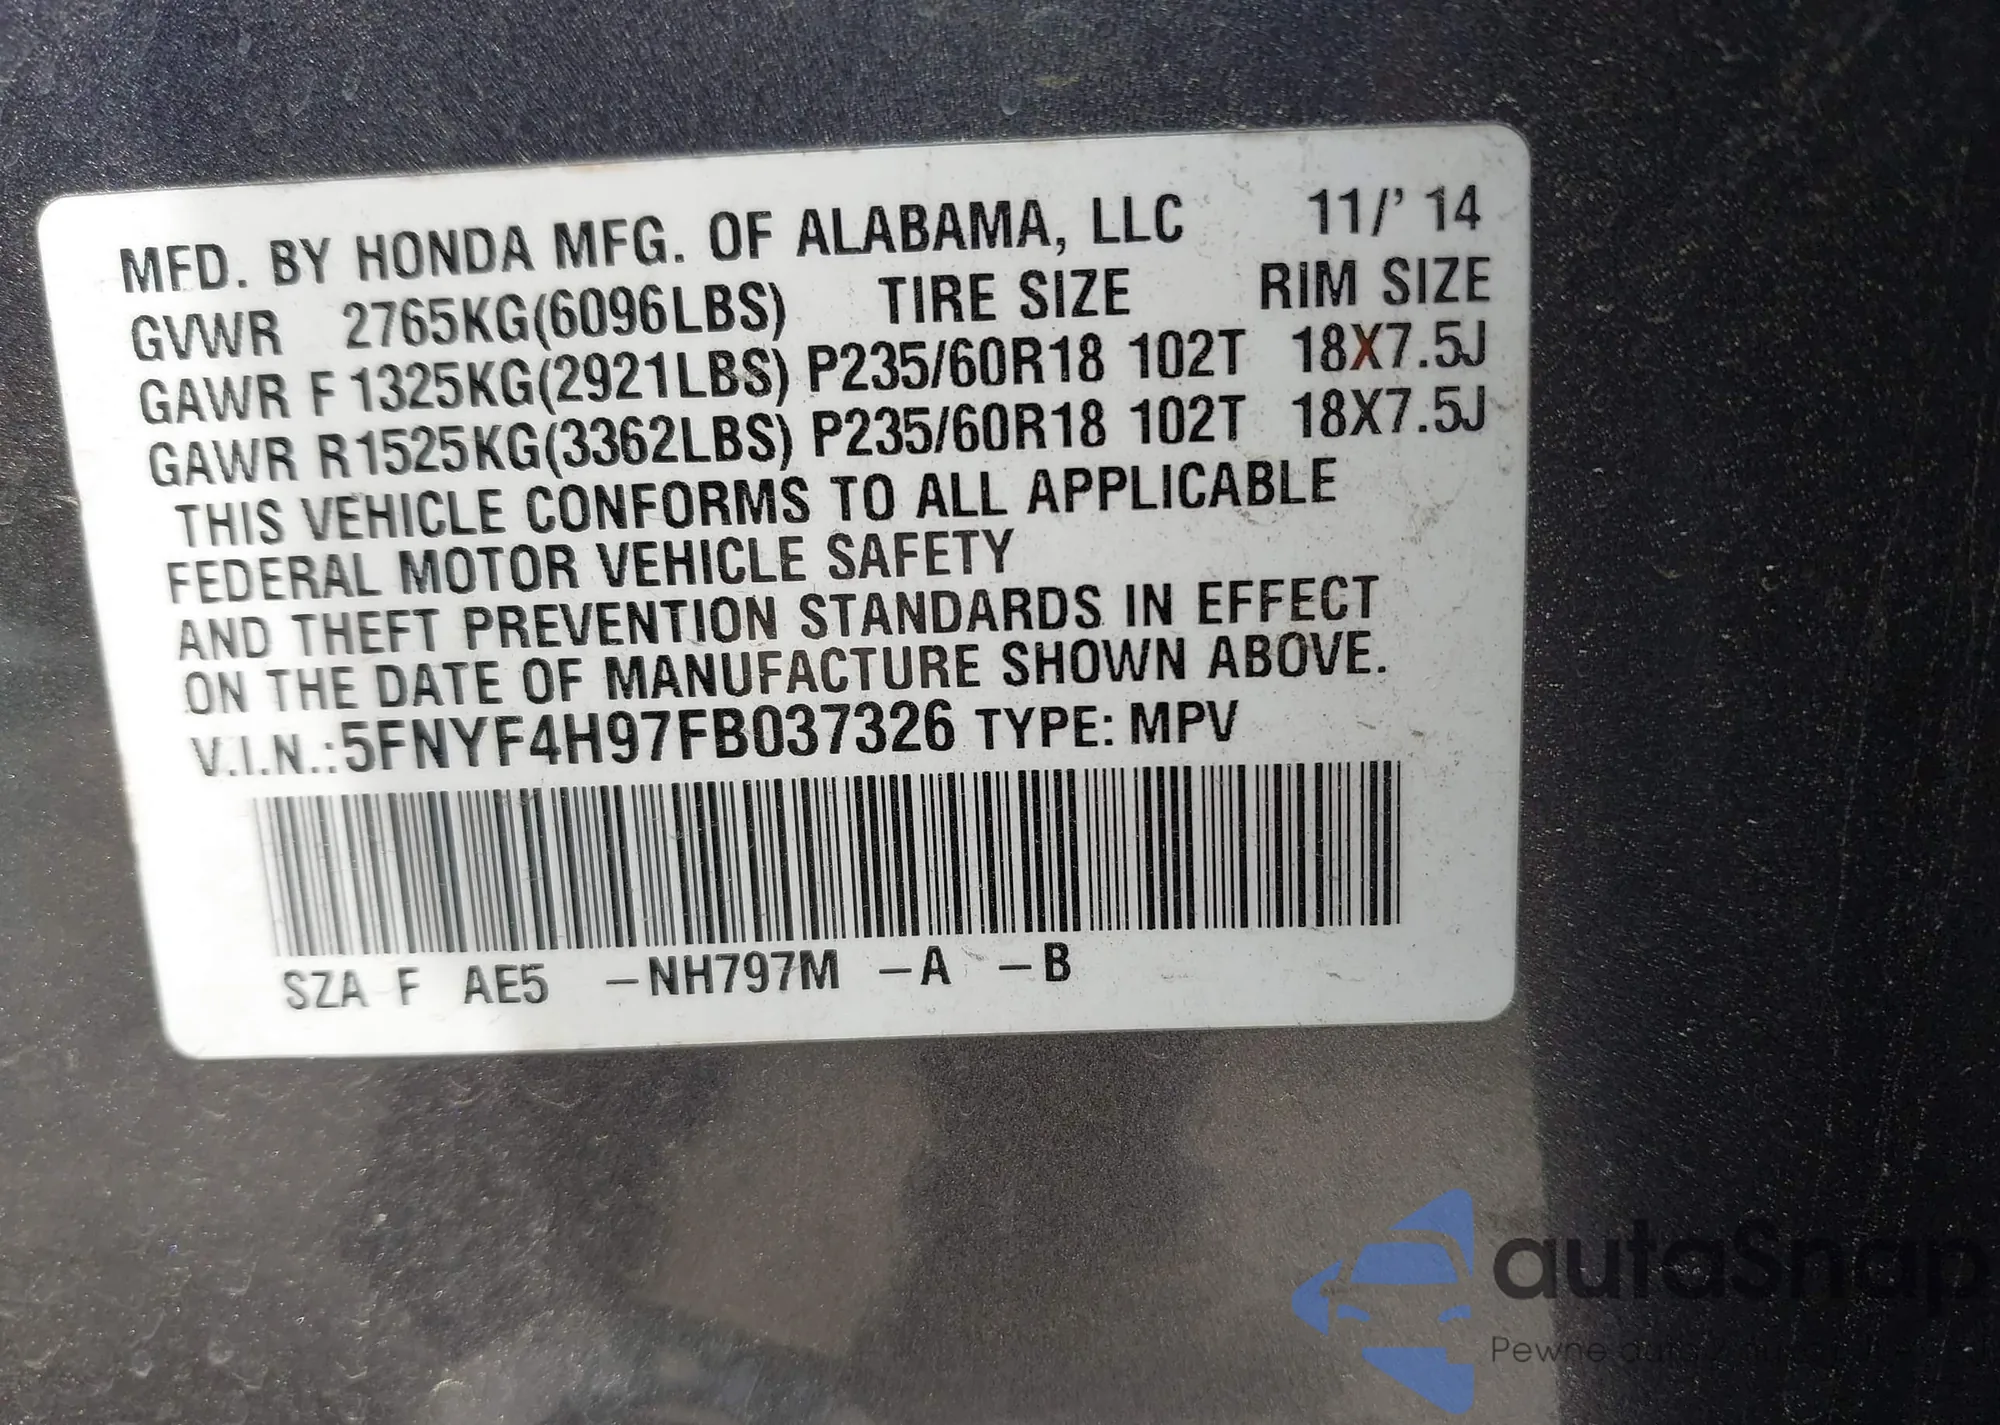 MFD. BY HONDA MFG. OF ALABAMA, LLC 11/' 14
GVWR 2765KG(6096LBS) TIRE SIZE RIM SIZE
GAWR F 1325KG(2921LBS) P235/60R18 102T 18X7.5J
GAWR R1525KG(3362LBS) P235/60R18 102T 18X7.5J
THIS VEHICLE CONFORMS TO ALL APPLICABLE
FEDERAL MOTOR VEHICLE SAFETY
AND THEFT PREVENTION STANDARDS IN EFFECT
ON THE DATE OF MANUFACTURE SHOWN ABOVE.
V.I.N.:5FNYF4H97FB037326 TYPE: MPV
SZA F AE5 -NH797M -A -B
autaSnap
Pewne auta z